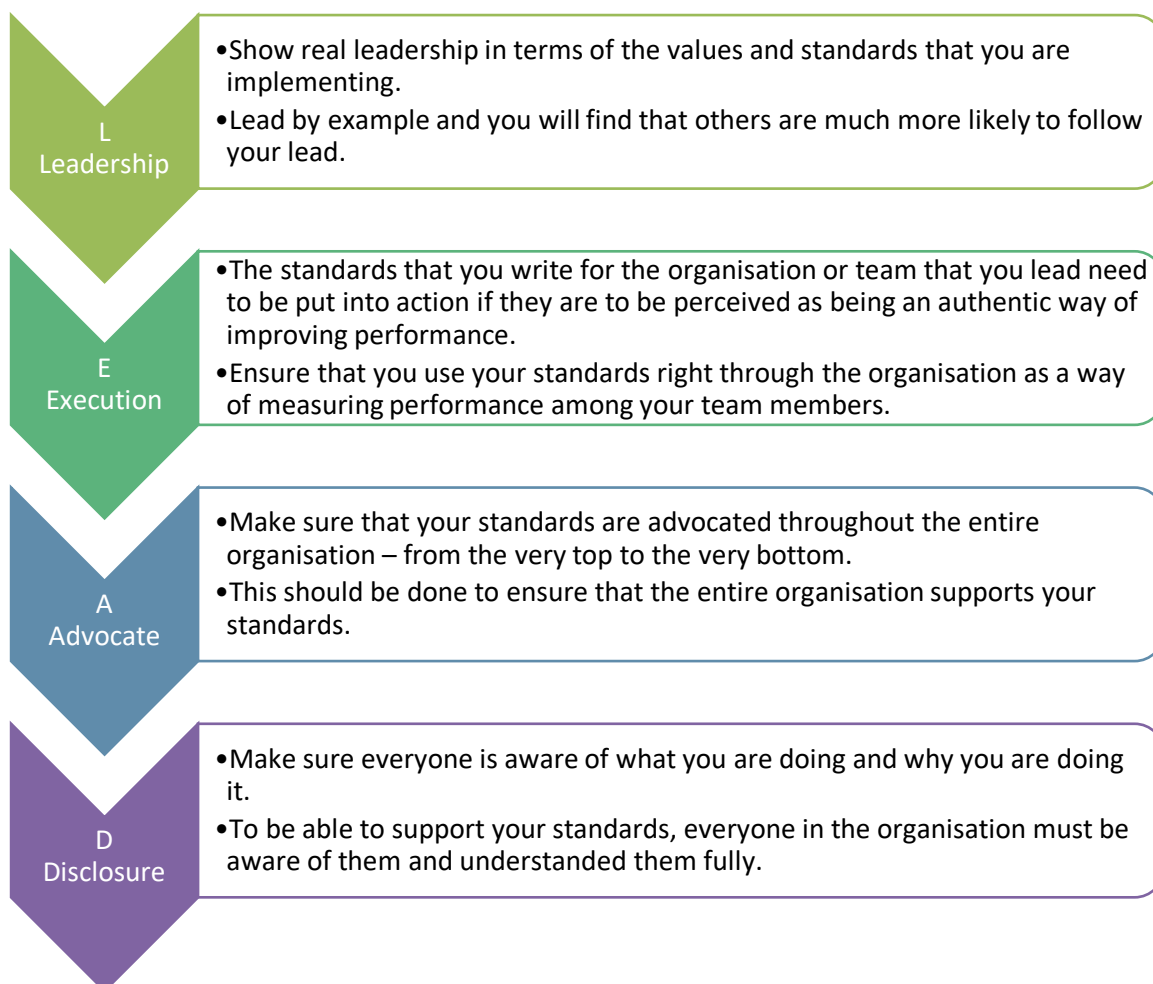 L
Leadership
•Show real leadership in terms of the values and standards that you are
implementing.
•Lead by example and you will find that others are much more likely to follow
your lead.
E
Execution
•The standards that you write for the organisation or team that you lead need
to be put into action if they are to be perceived as being an authentic way of
improving performance.
•Ensure that you use your standards right through the organisation as a way
of measuring performance among your team members.
A
Advocate
•Make sure that your standards are advocated throughout the entire
organisation – from the very top to the very bottom.
•This should be done to ensure that the entire organisation supports your
standards.
D
Disclosure
•Make sure everyone is aware of what you are doing and why you are doing
it.
•To be able to support your standards, everyone in the organisation must be
aware of them and understanded them fully.